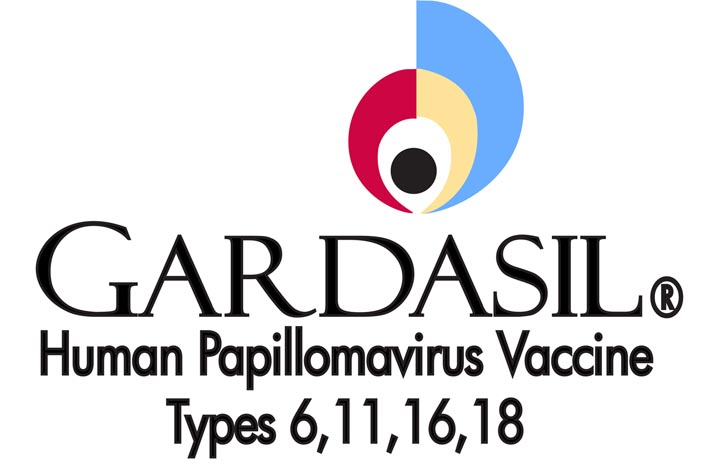 GARDASIL®
Human Papillomavirus Vaccine
Types 6,11,16,18